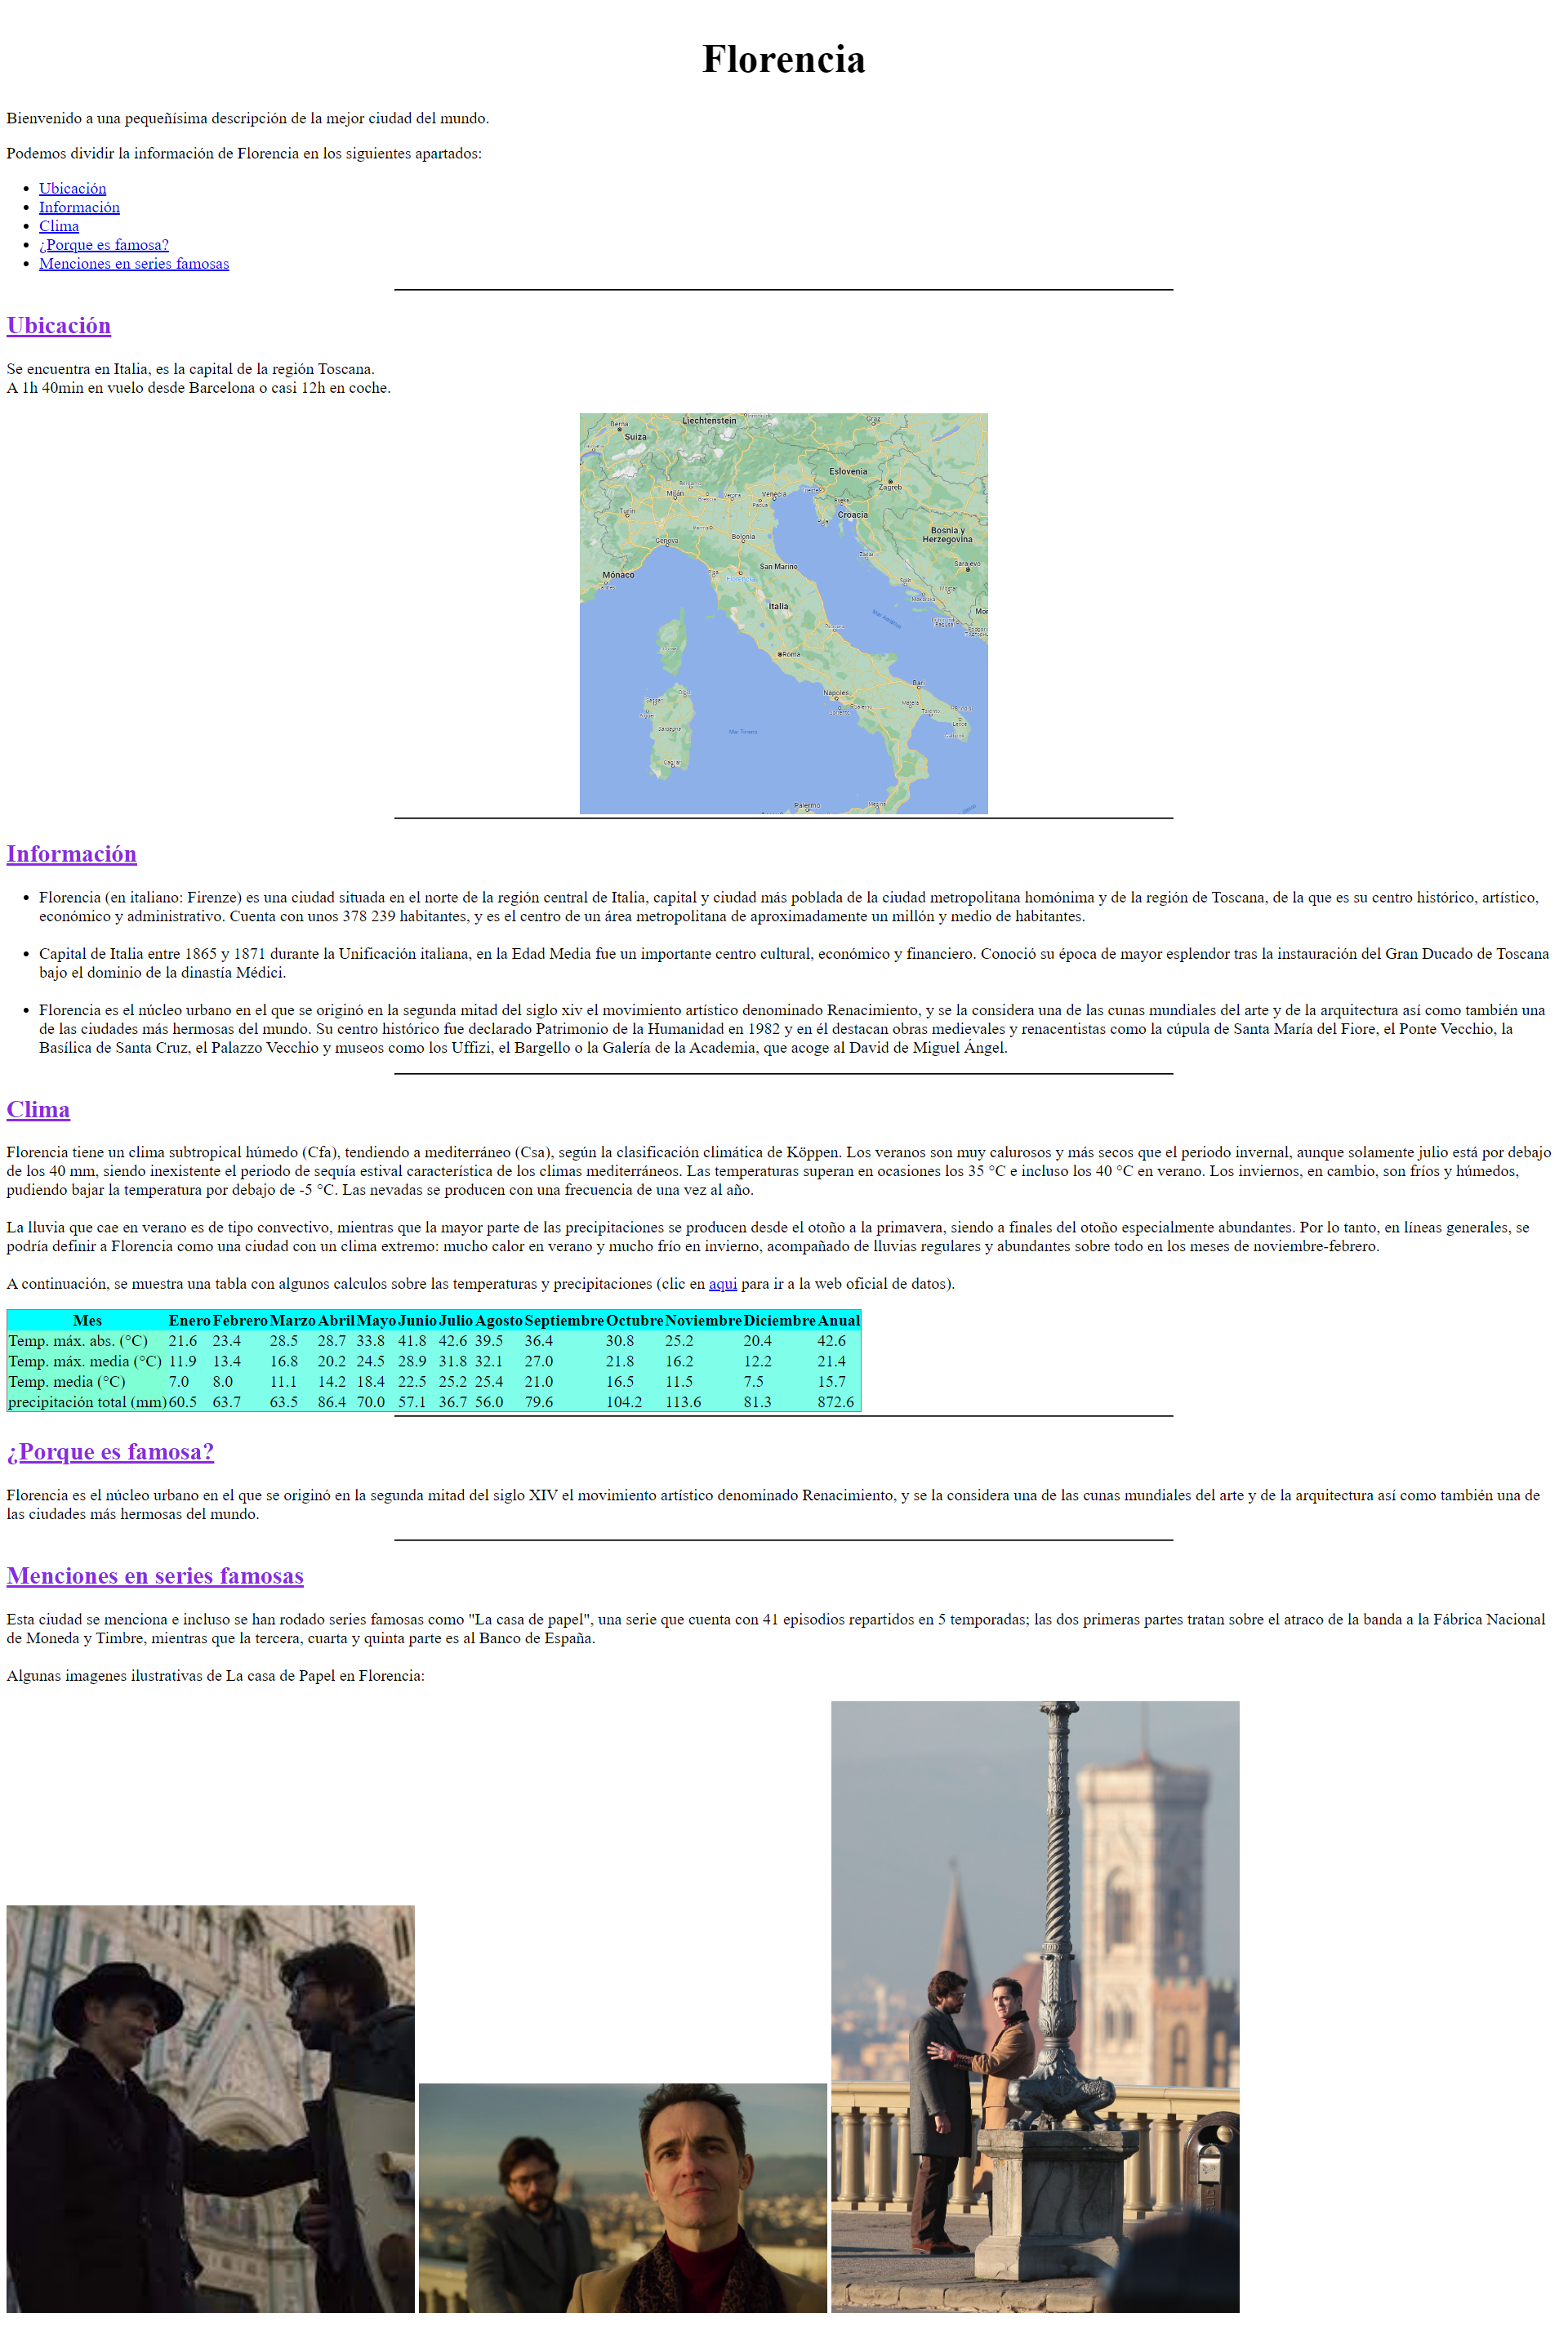 Florencia
Bienvenido a una pequeñísima descripción de la mejor ciudad del mundo.
Podemos dividir la información de Florencia en los siguientes apartados:
Ubicación
Información
Clima
¿Porque es famosa?
Menciones en series famosas
Ubicación
Se encuentra en Italia, es la capital de la región Toscana.
A 1h 40min en vuelo desde Barcelona o casi 12h en coche.
Liechtenstein
Graz
Berna
Suiza
Eslovenia
Zagreb
Milán
Venecia
Padua
Turín
Croacia
Bosnia y
Herzegovina
Génova
Bolonia
San Marino
Sarajevo
Mónaco
Pisa
Florencia
Italia
Mar Adriático
Roma
Bari
Nápoles
Salerno
Matera
Tarento
Lecce
Sassari
Cerdeña
Mar Tirreno
Cagliari
Palermo
Información
Florencia (en italiano: Firenze) es una ciudad situada en el norte de la región central de Italia, capital y ciudad más poblada de la ciudad metropolitana homónima y de la región de Toscana, de la que es su centro histórico, artístico,
económico y administrativo. Cuenta con unos 378 239 habitantes, y es el centro de un área metropolitana de aproximadamente un millón y medio de habitantes.
Capital de Italia entre 1865 y 1871 durante la Unificación italiana, en la Edad Media fue un importante centro cultural, económico y financiero. Conoció su época de mayor esplendor tras la instauración del Gran Ducado de Toscana
bajo el dominio de la dinastía Médici.
Florencia es el núcleo urbano en el que se originó en la segunda mitad del siglo xiv el movimiento artístico denominado Renacimiento, y se la considera una de las cunas mundiales del arte y de la arquitectura así como también una
de las ciudades más hermosas del mundo. Su centro histórico fue declarado Patrimonio de la Humanidad en 1982 y en él destacan obras medievales y renacentistas como la cúpula de Santa María del Fiore, el Ponte Vecchio, la
Basílica de Santa Cruz, el Palazzo Vecchio y museos como los Uffizi, el Bargello o la Galería de la Academia, que acoge al David de Miguel Ángel.
Clima
Florencia tiene un clima subtropical húmedo (Cfa), tendiendo a mediterráneo (Csa), según la clasificación climática de Köppen. Los veranos son muy calurosos y más secos que el periodo invernal, aunque solamente julio está por debajo
de los 40 mm, siendo inexistente el periodo de sequía estival característica de los climas mediterráneos. Las temperaturas superan en ocasiones los 35 °C e incluso los 40 °C en verano. Los inviernos, en cambio, son fríos y húmedos,
pudiendo bajar la temperatura por debajo de -5 °C. Las nevadas se producen con una frecuencia de una vez al año.
La lluvia que cae en verano es de tipo convectivo, mientras que la mayor parte de las precipitaciones se producen desde el otoño a la primavera, siendo a finales del otoño especialmente abundantes. Por lo tanto, en líneas generales, se
podría definir a Florencia como una ciudad con un clima extremo: mucho calor en verano y mucho frío en invierno, acompañado de lluvias regulares y abundantes sobre todo en los meses de noviembre-febrero.
A continuación, se muestra una tabla con algunos calculos sobre las temperaturas y precipitaciones (clic en aqui para ir a la web oficial de datos).
Mes Enero Febrero Marzo Abril Mayo Junio Julio Agosto Septiembre Octubre Noviembre Diciembre Anual
Temp. máx. abs. (°C) 21.6 23.4 28.5 28.7 33.8 41.8 42.6 39.5 36.4 30.8 25.2 20.4 42.6
Temp. máx. media (°C) 11.9 13.4 16.8 20.2 24.5 28.9 31.8 32.1 27.0 21.8 16.2 12.2 21.4
Temp. media (°C) 7.0 8.0 11.1 14.2 18.4 22.5 25.2 25.4 21.0 16.5 11.5 7.5 15.7
precipitación total (mm) 60.5 63.7 63.5 86.4 70.0 57.1 36.7 56.0 79.6 104.2 113.6 81.3 872.6
¿Porque es famosa?
Florencia es el núcleo urbano en el que se originó en la segunda mitad del siglo XIV el movimiento artístico denominado Renacimiento, y se la considera una de las cunas mundiales del arte y de la arquitectura así como también una de
las ciudades más hermosas del mundo.
Menciones en series famosas
Esta ciudad se menciona e incluso se han rodado series famosas como "La casa de papel", una serie que cuenta con 41 episodios repartidos en 5 temporadas; las dos primeras partes tratan sobre el atraco de la banda a la Fábrica Nacional
de Moneda y Timbre, mientras que la tercera, cuarta y quinta parte es al Banco de España.
Algunas imagenes ilustrativas de La casa de Papel en Florencia: